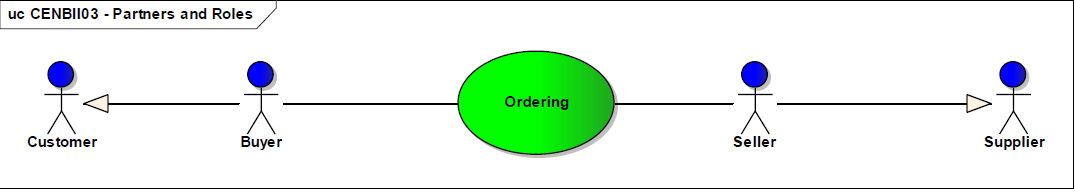 uc CENBII03 - Partners and Roles
Ordering
Customer
Buyer
Seller
Supplier